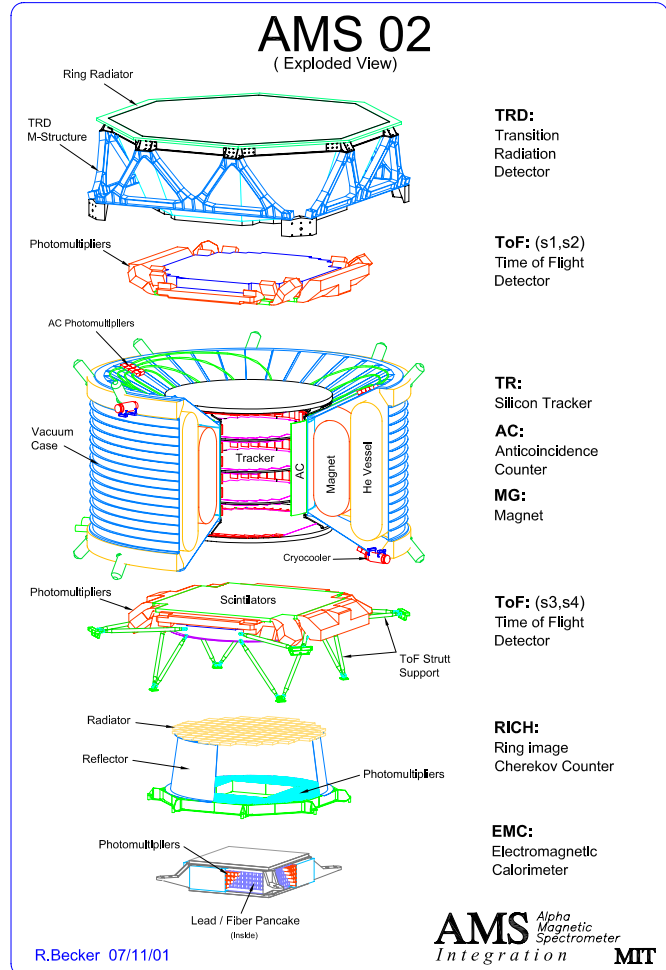 AMS 02
( Exploded View)
Ring Radiator
TRD
M-Structure
TRD:
Transition
Radiation
Detector
Photomultipliers
ToF: (s1,s2)
Time of Flight
Detector
AC Photomultipliers
Vacuum
Case
Tracker
AC
Magnet
He Vessel
Cryocooler
TR:
Silicon Tracker
AC:
Anticoincidence
Counter
MG:
Magnet
Photomultipliers
Scintillators
ToF Strutt
Support
ToF: (s3,s4)
Time of Flight
Detector
Radiator
Reflector
Photomultipliers
RICH:
Ring image
Cherekov Counter
Photomultipliers
Lead / Fiber Pancake
(Inside)
EMC:
Electromagnetic
Calorimeter
R.Becker 07/11/01
AMS Alpha
Magnetic
Spectrometer
Integration MIT